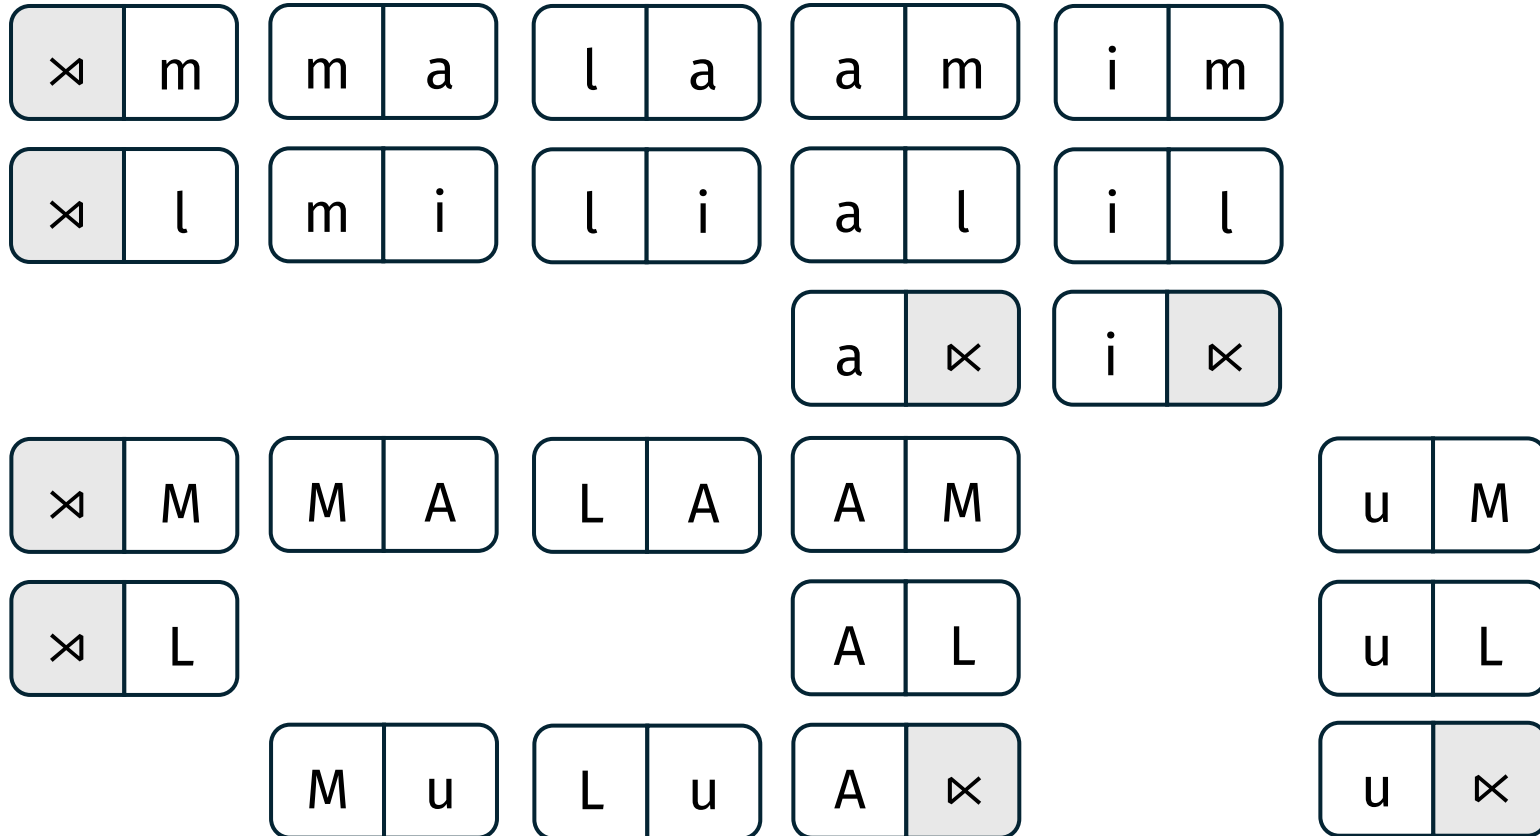 ⋊ m m a l a a m i m
⋊ l m i l i a l i l
a ⋉ i ⋉
⋊ M M A L A A M u M
⋊ L A L u L
M u L u A ⋉ u ⋉